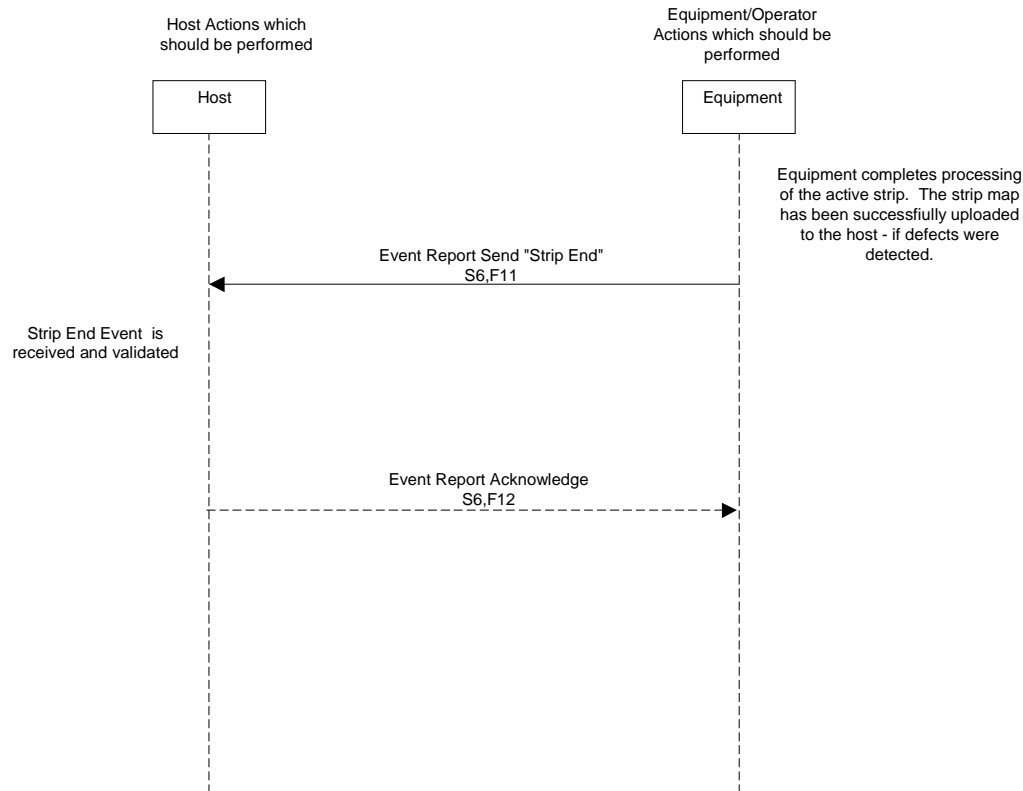 Host Actions which
should be performed
Equipment/Operator
Actions which should be
performed
Host
Equipment
Equipment completes processing
of the active strip. The strip map
has been successfiully uploaded
to the host - if defects were
detected.
Event Report Send "Strip End"
S6,F11
Strip End Event is
received and validated
Event Report Acknowledge
S6,F12